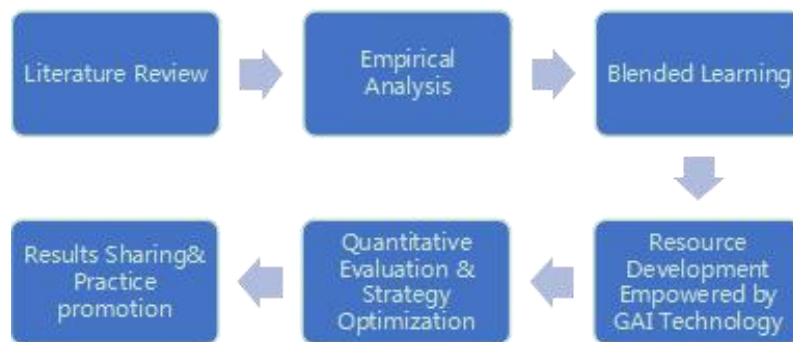 Literature Review
Empirical
Analysis
Blended Learning
Resource
Development
Empowered by
GAI Technology
Quantitative
Evaluation &
Strategy
Optimization
Results Sharing&
Practice
promotion